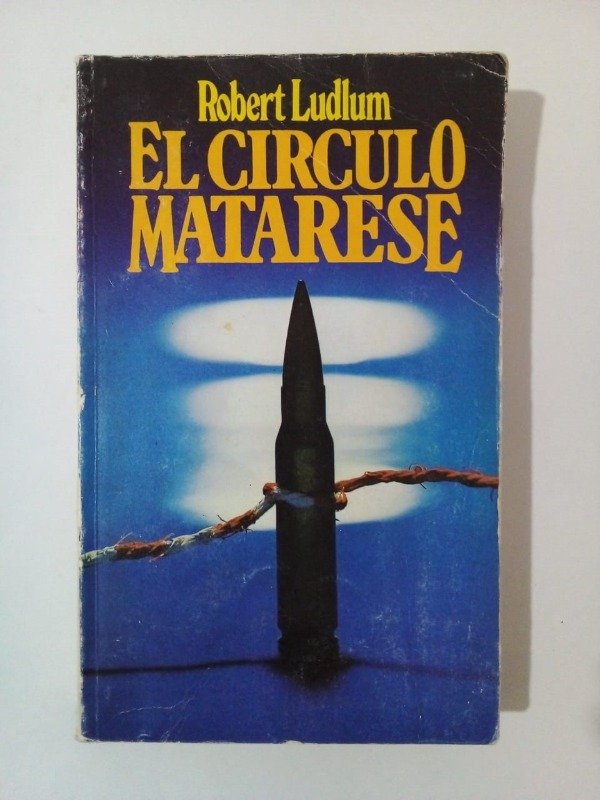 Robert Ludlum
EL CIRCULO
MATARESE